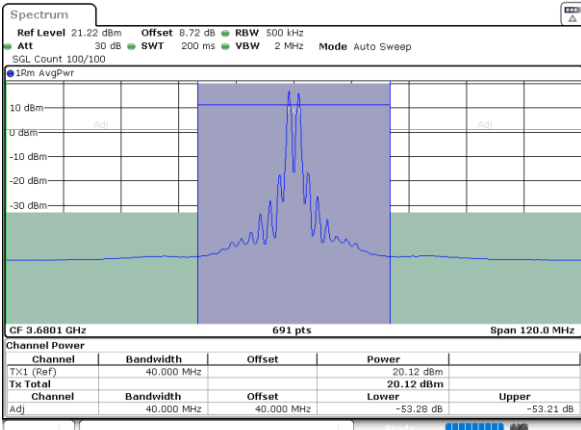 Spectrum
Ref Level 21.22 dBm Offset 8.72 dB RBW 500 kHz
Att 30 dB SWT 200 ms VBW 2 MHz Mode Auto Sweep
SGL Count 100/100
1Rm AvgPwr
10 dBm
Adj Adj
0 dBm
-10 dBm
-20 dBm
-30 dBm
CF 3.6801 GHz 691 pts Span 120.0 MHz
Channel Power
Channel Bandwidth Offset Power
TX1 (Ref) 40.000 MHz 20.12 dBm
Tx Total 20.12 dBm
Channel Bandwidth Offset Lower Upper
Adj 40.000 MHz 40.000 MHz -53.28 dB -53.21 dB